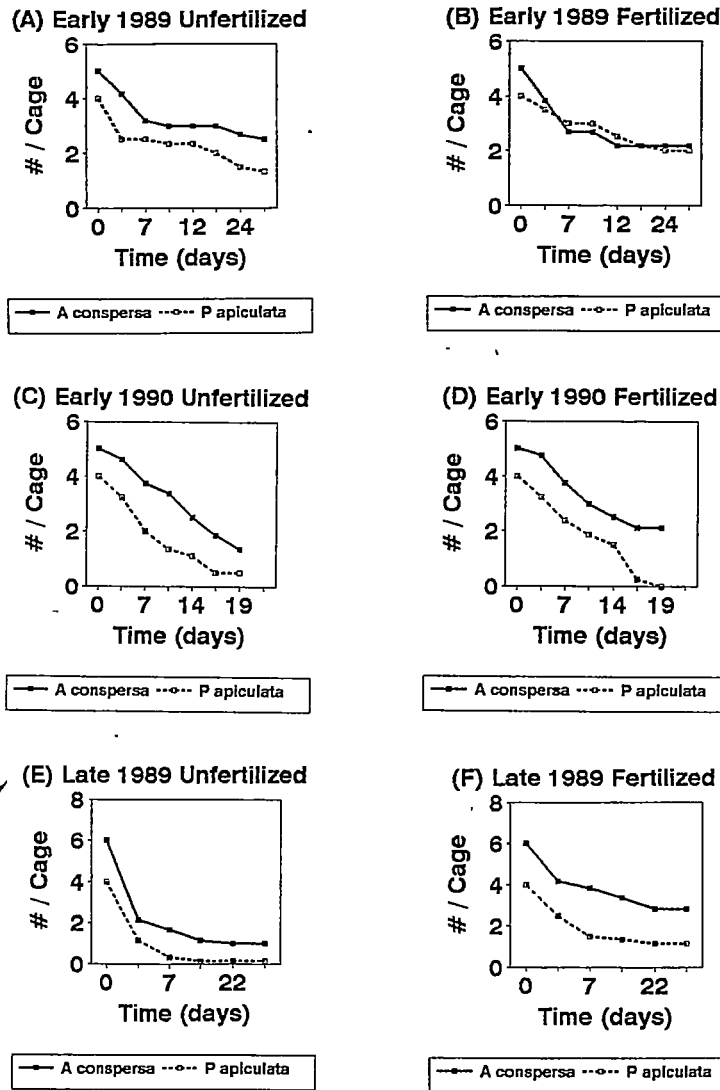 (A) Early 1989 Unfertilized
6
4
2
0
# / Cage
0 7 12 24
Time (days)
A conspersa P apiculata
(B) Early 1989 Fertilized
6
4
2
0
# / Cage
0 7 12 24
Time (days)
A conspersa P apiculata
(C) Early 1990 Unfertilized
6
4
2
0
# / Cage
0 7 14 19
Time (days)
A conspersa P apiculata
(D) Early 1990 Fertilized
6
4
2
0
# / Cage
0 7 14 19
Time (days)
A conspersa P apiculata
(E) Late 1989 Unfertilized
8
6
4
2
0
# / Cage
0 7 22
Time (days)
A conspersa P apiculata
(F) Late 1989 Fertilized
8
6
4
2
0
# / Cage
0 7 22
Time (days)
A conspersa P apiculata